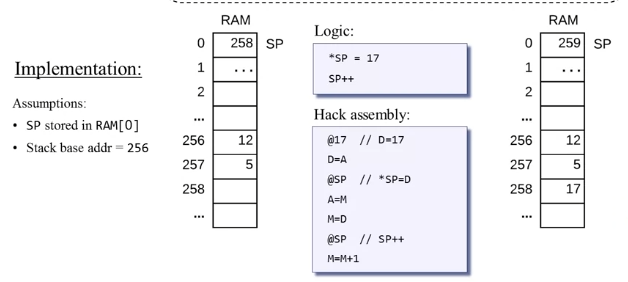 Implementation:
Assumptions:
• SP stored in RAM[0]
• Stack base addr = 256
RAM
0 258 SP
1 ...
2
...
256 12
257 5
258
...
Logic:
*SP = 17
SP++
Hack assembly:
@17 // D=17
D=A
@SP // *SP=D
A=M
M=D
@SP // SP++
M=M+1
RAM
0 259 SP
1 ...
2
...
256 12
257 5
258 17
...